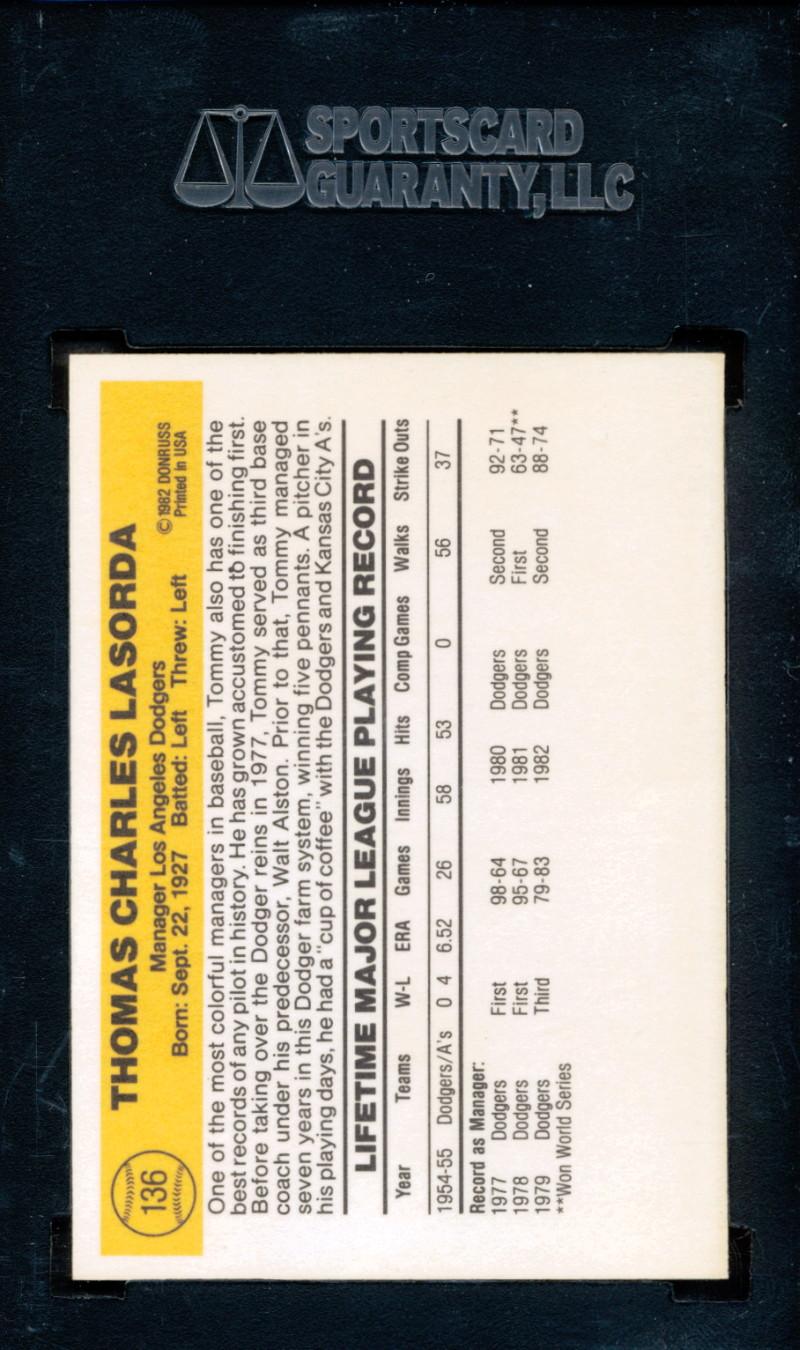 SPORTSCARD
GUARANTY, LLC
136
THOMAS CHARLES LASORDA
Manager Los Angeles Dodgers
Born: Sept. 22, 1927 Batted: Left Threw: Left
© 1982 DONRUSS
Printed in USA
One of the most colorful managers in baseball, Tommy also has one of the
best records of any pilot in history. He has grown accustomed to finishing first.
Before taking over the Dodger reins in 1977, Tommy served as third base
coach under his predecessor, Walt Alston. Prior to that, Tommy managed
seven years in this Dodger farm system, winning five pennants. A pitcher in
his playing days, he had a "cup of coffee" with the Dodgers and Kansas City A's.
LIFETIME MAJOR LEAGUE PLAYING RECORD
Year Teams W-L ERA Games Innings Hits Comp Games Walks Strike Outs
1954-55 Dodgers/A's 0 4 6.52 26 58 53 0 56 37
Record as Manager:
1977 Dodgers First 98-64 1980 Dodgers Second 92-71
1978 Dodgers First 95-67 1981 Dodgers First 63-47**
1979 Dodgers Third 79-83 1982 Dodgers Second 88-74
**Won World Series